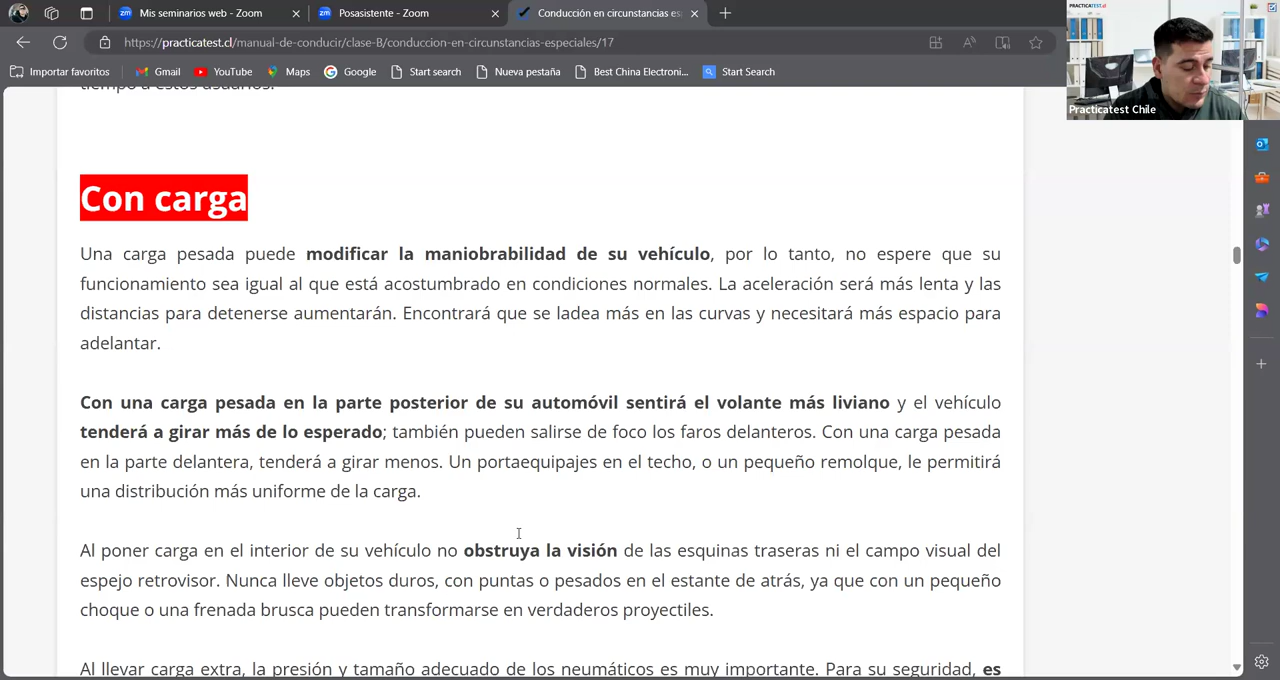 Mis seminarios web - Zoom
Posasistente - Zoom
Conducción en circunstancias es
https://practicatest.cl/manual-de-conducir/clase-B/conduccion-en-circunstancias-especiales/17
Importar favoritos
Gmail
YouTube
Maps
Google
Start search
Nueva pestaña
Best China Electroni...
Start Search
PRACTICATEST.cl
Practicatest Chile
tiempo a estos usuarios.
Con carga
Una carga pesada puede modificar la maniobrabilidad de su vehículo, por lo tanto, no espere que su
funcionamiento sea igual al que está acostumbrado en condiciones normales. La aceleración será más lenta y las
distancias para detenerse aumentarán. Encontrará que se ladea más en las curvas y necesitará más espacio para
adelantar.
Con una carga pesada en la parte posterior de su automóvil sentirá el volante más liviano y el vehículo
tenderá a girar más de lo esperado; también pueden salirse de foco los faros delanteros. Con una carga pesada
en la parte delantera, tenderá a girar menos. Un portaequipajes en el techo, o un pequeño remolque, le permitirá
una distribución más uniforme de la carga.
Al poner carga en el interior de su vehículo no obstruya la visión de las esquinas traseras ni el campo visual del
espejo retrovisor. Nunca lleve objetos duros, con puntas o pesados en el estante de atrás, ya que con un pequeño
choque o una frenada brusca pueden transformarse en verdaderos proyectiles.
Al llevar carga extra, la presión y tamaño adecuado de los neumáticos es muy importante. Para su seguridad, es